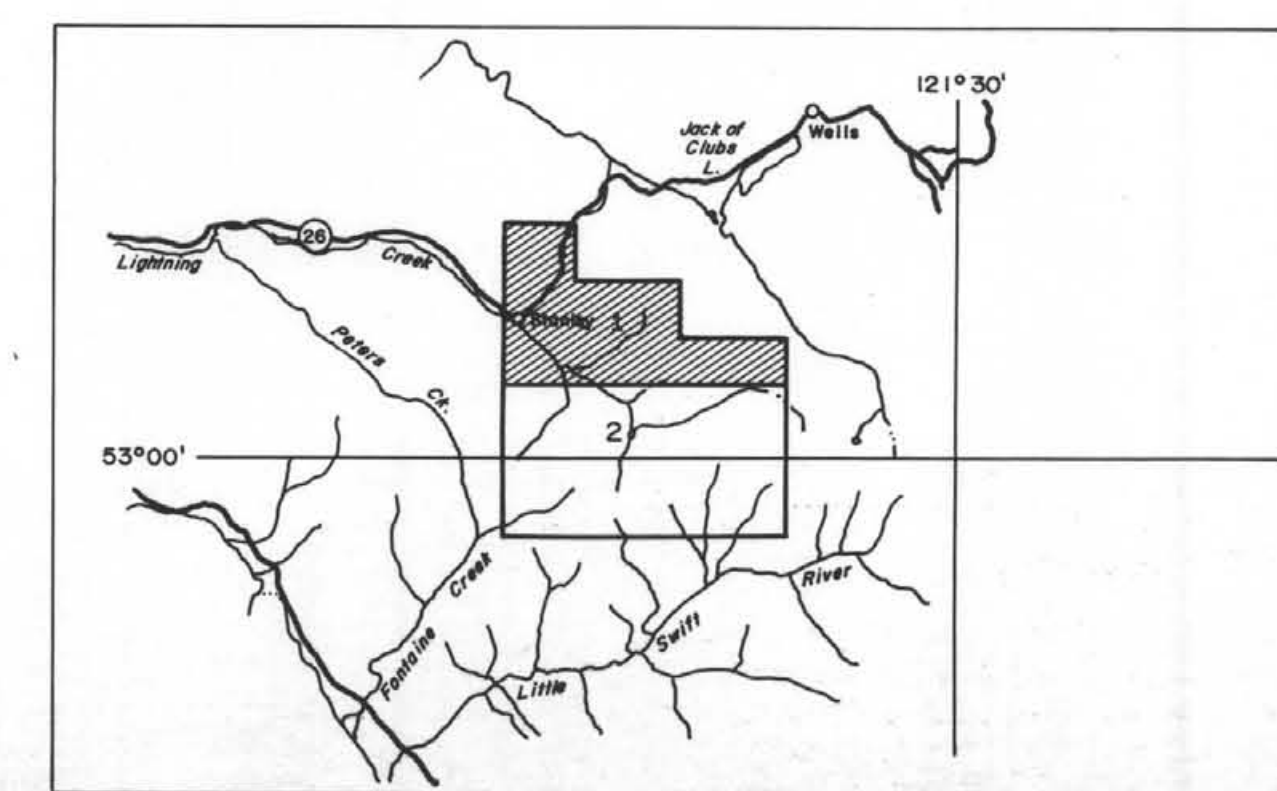 121° 30'
Jack of
Clubs
L.
Wells
26
Lightning
Creek
Stanley 1
Peters
Ck.
2
53° 00'
Fontaine
Creek
River
Swift
Little